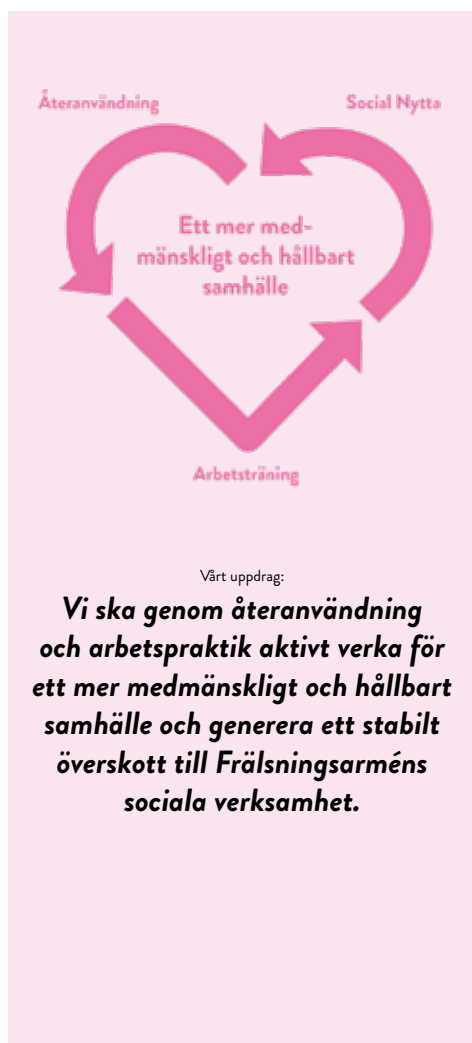 Återanvändning
Social Nytta
Ett mer med-
mänskligt och hållbart
samhälle
Arbetsträning
Vårt uppdrag:
Vi ska genom återanvändning
och arbetspraktik aktivt verka för
ett mer medmänskligt och hållbart
samhälle och generera ett stabilt
överskott till Frälsningsarméns
sociala verksamhet.